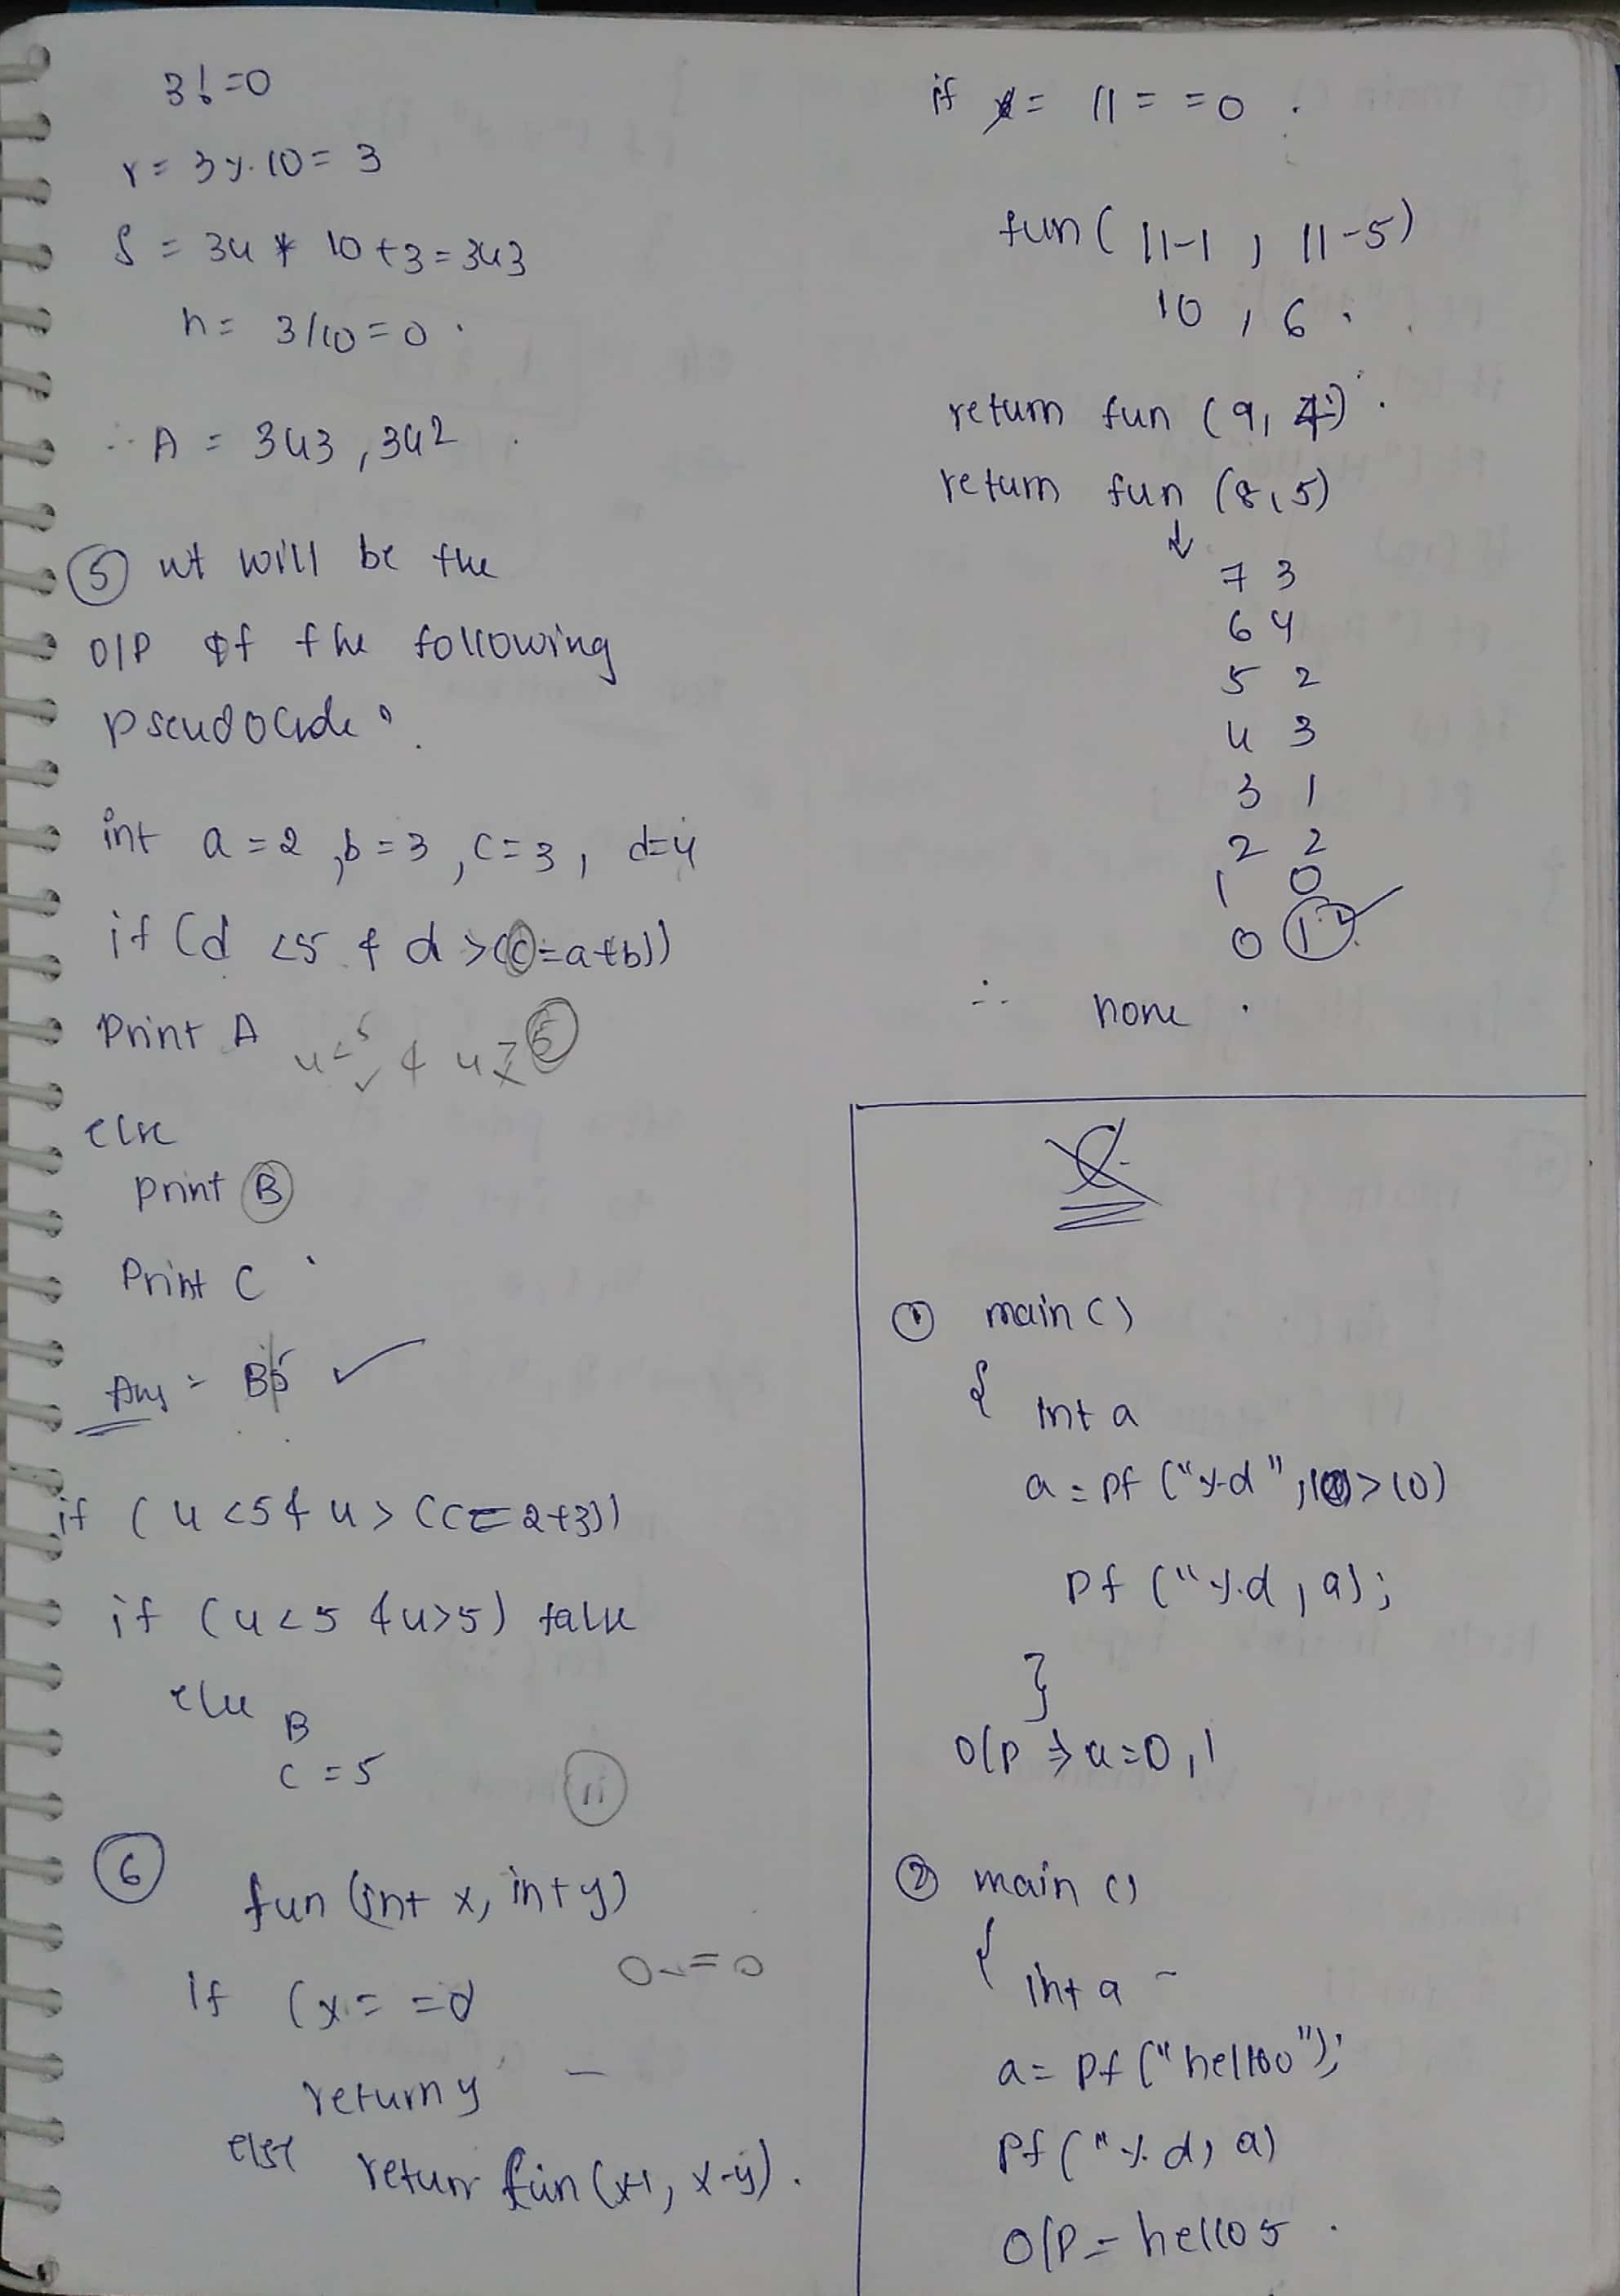 3!=0
r = 3%10 = 3
S = 34 * 10 + 3 = 343
n = 3/10 = 0 .
∴ A = 343, 342 .
⑤ wt will be the
O/P of the following
pseudocode ?
int a = 2, b = 3, c = 3, d=4
if (d <5 & d > (c=a+b))
Print A
4<5 & 4>5
else
print B
Print C
Ans = B5 ✓
if (4 <5 & 4 > (c = 2+3))
if (4<5 & 4>5) false
else B
C = 5
11
⑥ fun (int x, int y)
If (x = = 0
0 = = 0
return y
else return fun (x-1, x-y).
if x = 11 = = 0 .
fun ( 11-1 , 11-5)
10 , 6 .
return fun (9, 4) .
return fun (8, 5)
↓
7 3
6 4
5 2
4 3
3 1
2 2
1 0
0 1 ✓
∴ none .
① main ()
{
int a
a = pf ("%d", 10>10)
pf ("%d, a);
}
O/P ⇒ a=0, 1
② main ()
{
int a
a = pf ("hello");
pf ("%d, a)
O/P = hello5 .